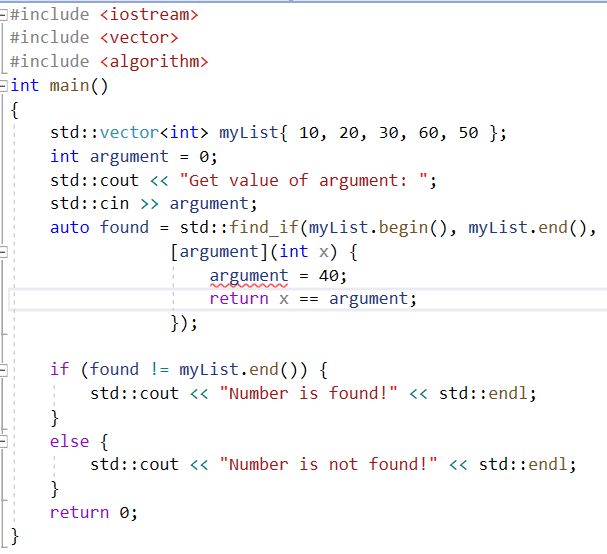 #include <iostream>
#include <vector>
#include <algorithm>
int main()
{
    std::vector<int> myList{ 10, 20, 30, 60, 50 };
    int argument = 0;
    std::cout << "Get value of argument: ";
    std::cin >> argument;
    auto found = std::find_if(myList.begin(), myList.end(),
                [argument](int x) {
                    argument = 40;
                    return x == argument;
                });

    if (found != myList.end()) {
        std::cout << "Number is found!" << std::endl;
    }
    else {
        std::cout << "Number is not found!" << std::endl;
    }
    return 0;
}